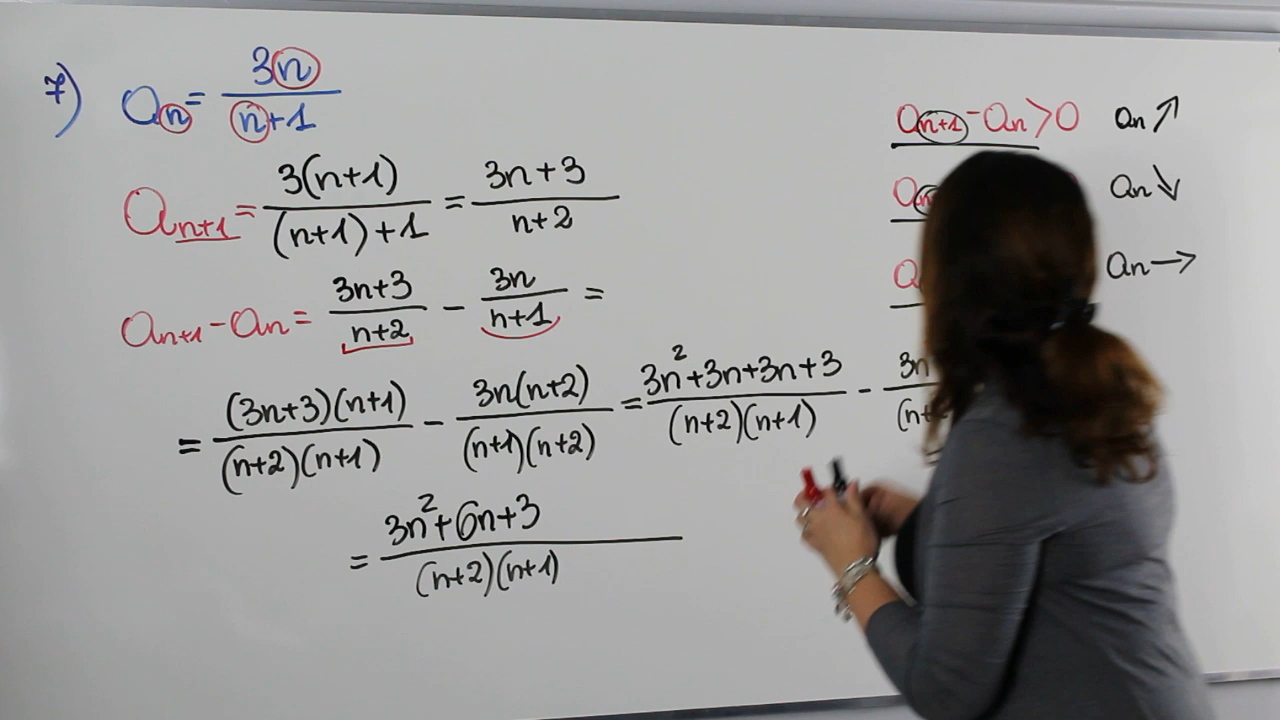 7) an = 3n / (n+1)
an+1 = 3(n+1) / ((n+1)+1) = (3n+3) / (n+2)
an+1 - an = (3n+3) / (n+2) - 3n / (n+1) =
= (3n+3)(n+1) / (n+2)(n+1) - 3n(n+2) / (n+1)(n+2) = (3n²+3n+3n+3) / (n+2)(n+1) - 3n
= (3n²+6n+3) / (n+2)(n+1)
an+1 - an > 0 an ↗
an ↘
an →